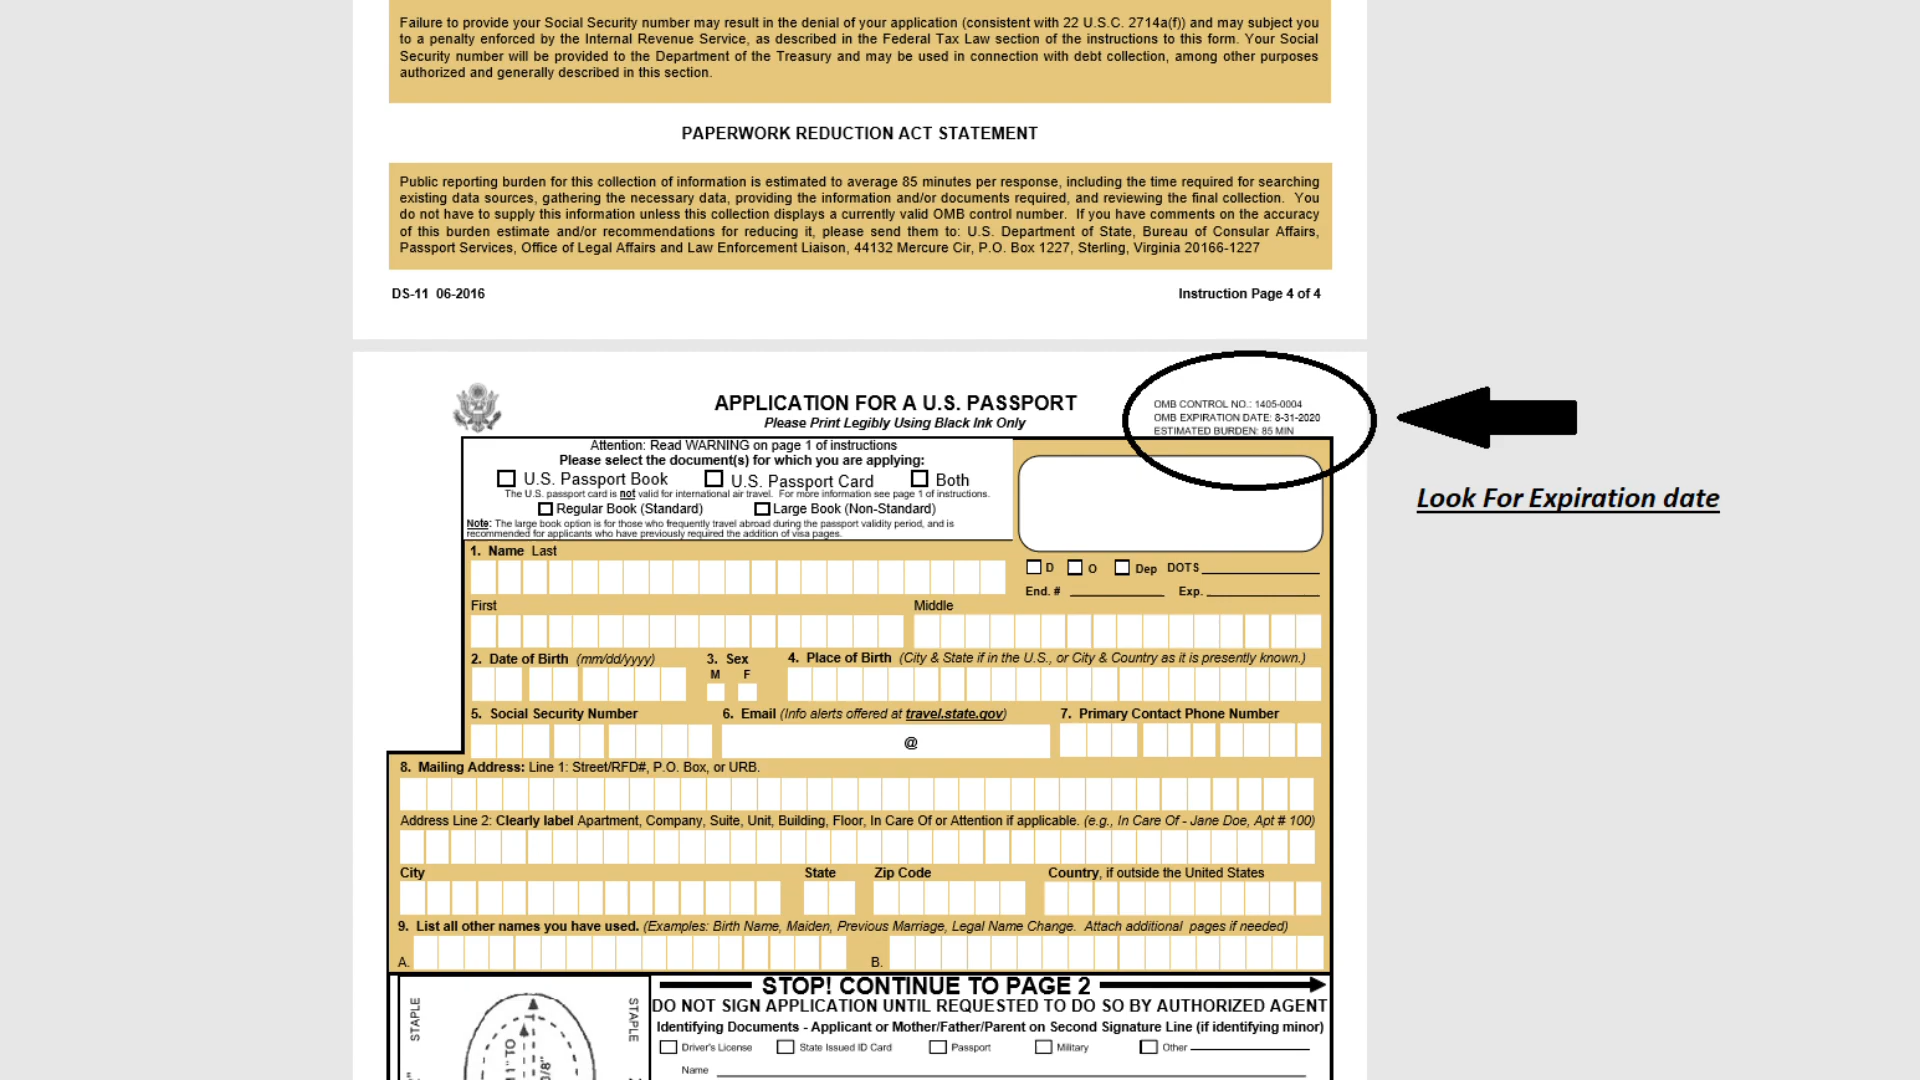 Failure to provide your Social Security number may result in the denial of your application (consistent with 22 U.S.C. 2714a(f)) and may subject you
to a penalty enforced by the Internal Revenue Service, as described in the Federal Tax Law section of the instructions to this form. Your Social
Security number will be provided to the Department of the Treasury and may be used in connection with debt collection, among other purposes
authorized and generally described in this section.
PAPERWORK REDUCTION ACT STATEMENT
Public reporting burden for this collection of information is estimated to average 85 minutes per response, including the time required for searching
existing data sources, gathering the necessary data, providing the information and/or documents required, and reviewing the final collection. You
do not have to supply this information unless this collection displays a currently valid OMB control number. If you have comments on the accuracy
of this burden estimate and/or recommendations for reducing it, please send them to: U.S. Department of State, Bureau of Consular Affairs,
Passport Services, Office of Legal Affairs and Law Enforcement Liaison, 44132 Mercure Cir, P.O. Box 1227, Sterling, Virginia 20166-1227
DS-11 06-2016 Instruction Page 4 of 4
APPLICATION FOR A U.S. PASSPORT
Please Print Legibly Using Black Ink Only
OMB CONTROL NO.: 1405-0004
OMB EXPIRATION DATE: 8-31-2020
ESTIMATED BURDEN: 85 MIN
Look For Expiration date
Attention: Read WARNING on page 1 of instructions
Please select the document(s) for which you are applying:
U.S. Passport Book U.S. Passport Card Both
The U.S. passport card is not valid for international air travel. For more information see page 1 of instructions.
Regular Book (Standard) Large Book (Non-Standard)
Note: The large book option is for those who frequently travel abroad during the passport validity period, and is
recommended for applicants who have previously required the addition of visa pages.
1. Name Last
D O Dep DOTS
End. # Exp.
First Middle
2. Date of Birth (mm/dd/yyyy) 3. Sex 4. Place of Birth (City & State if in the U.S., or City & Country as it is presently known.)
M F
5. Social Security Number 6. Email (Info alerts offered at travel.state.gov) 7. Primary Contact Phone Number
@
8. Mailing Address: Line 1: Street/RFD#, P.O. Box, or URB.
Address Line 2: Clearly label Apartment, Company, Suite, Unit, Building, Floor, In Care Of or Attention if applicable. (e.g., In Care Of - Jane Doe, Apt # 100)
City State Zip Code Country, if outside the United States
9. List all other names you have used. (Examples: Birth Name, Maiden, Previous Marriage, Legal Name Change. Attach additional pages if needed)
A. B.
STOP! CONTINUE TO PAGE 2
DO NOT SIGN APPLICATION UNTIL REQUESTED TO DO SO BY AUTHORIZED AGENT
Identifying Documents - Applicant or Mother/Father/Parent on Second Signature Line (if identifying minor)
Driver's License State Issued ID Card Passport Military Other
Name
STAPLE
STAPLE
1" TO